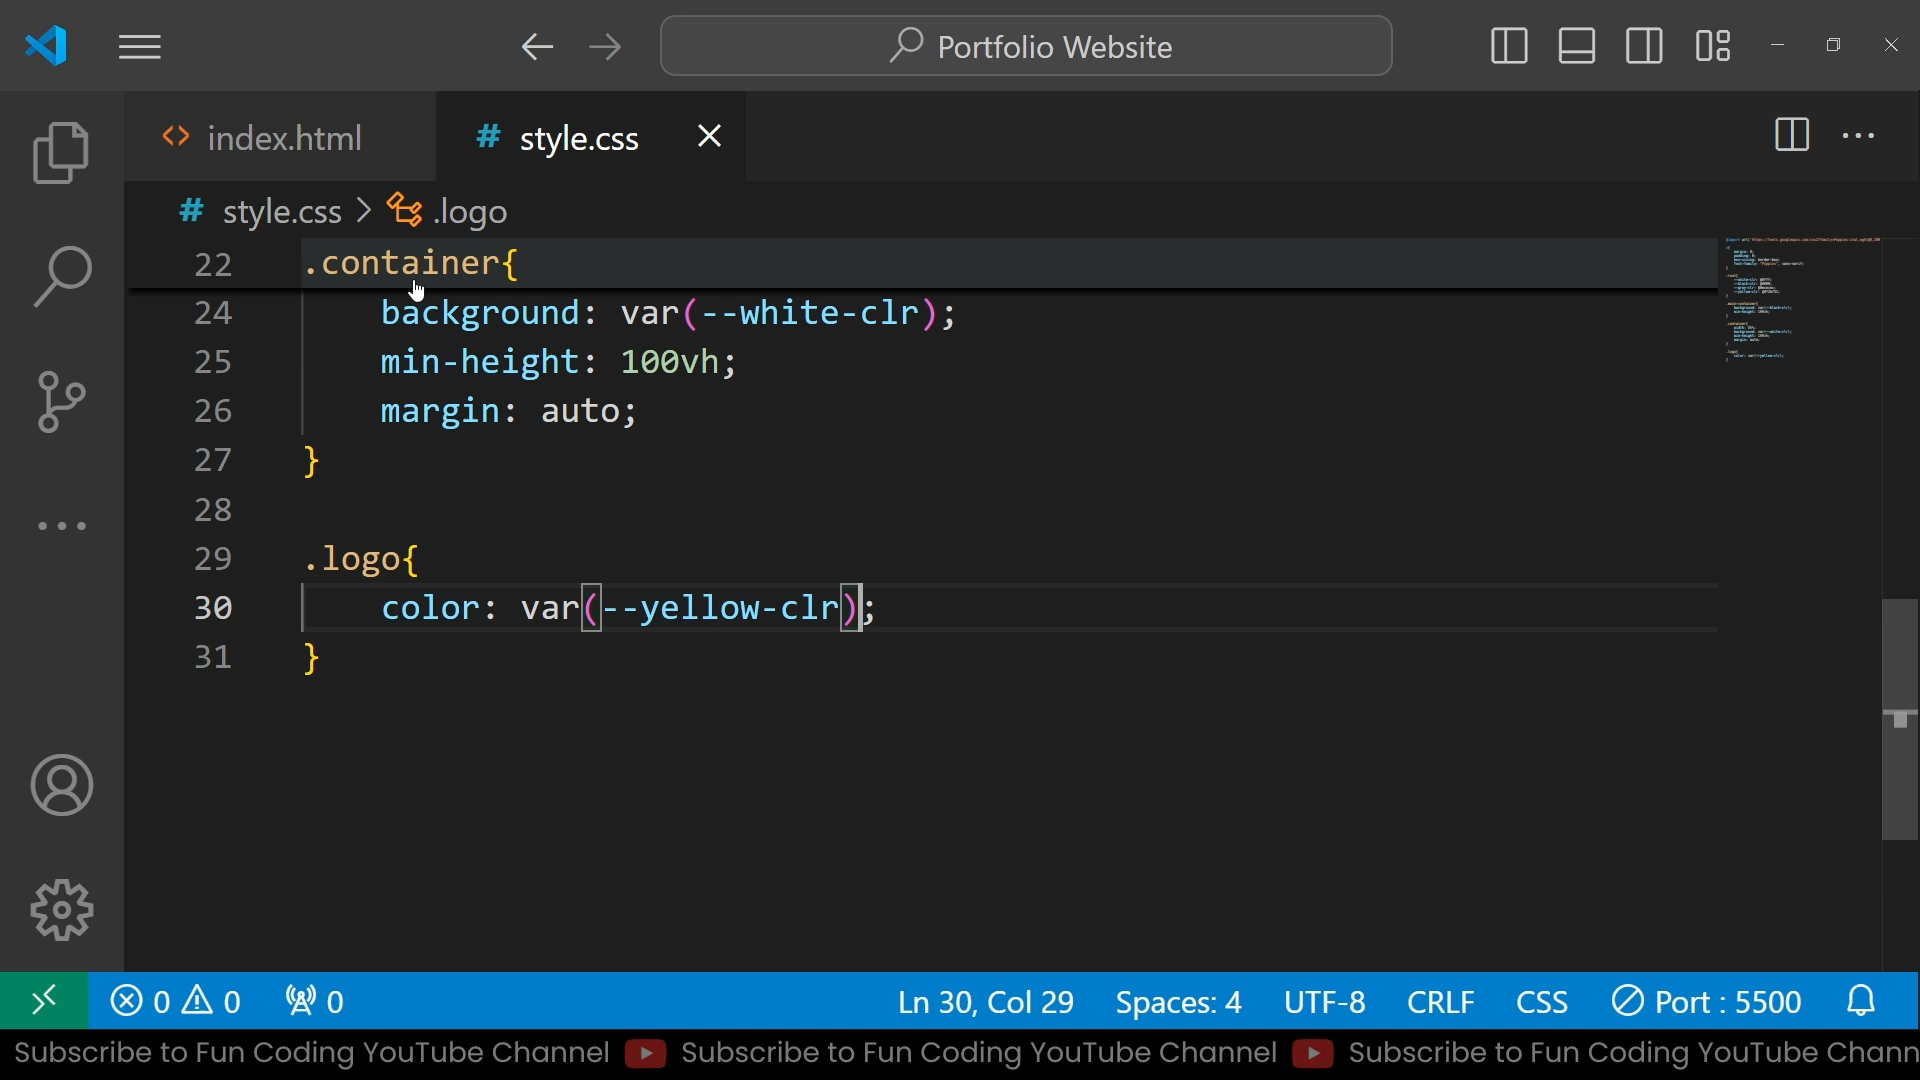 Portfolio Website
index.html
# style.css
# style.css > .logo
22 .container{
24 background: var(--white-clr);
25 min-height: 100vh;
26 margin: auto;
27 }
28
29 .logo{
30 color: var(--yellow-clr);
31 }
0 0 0 Ln 30, Col 29 Spaces: 4 UTF-8 CRLF CSS Port : 5500
Subscribe to Fun Coding YouTube Channel Subscribe to Fun Coding YouTube Channel Subscribe to Fun Coding YouTube Chann